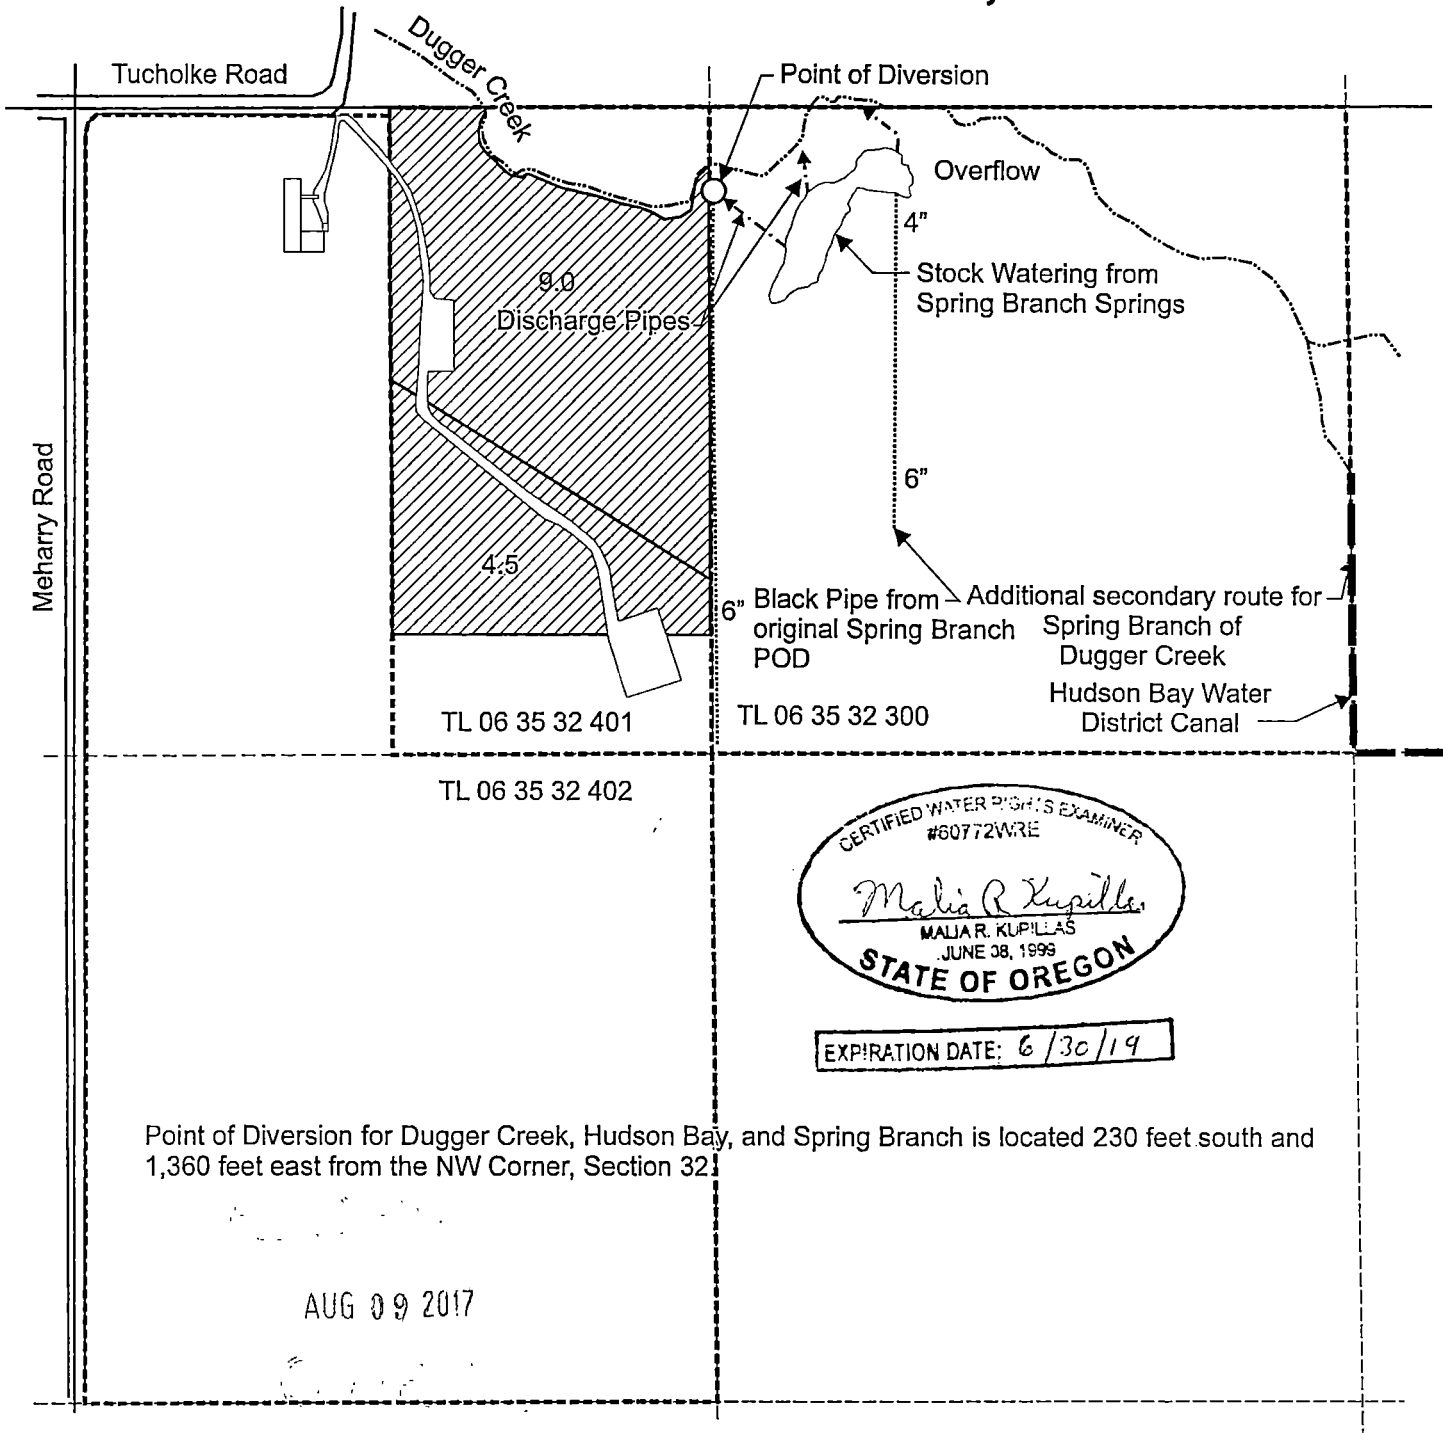 Tucholke Road
Dugger Creek
Point of Diversion
Overflow
4”
Stock Watering from
Spring Branch Springs
9.0
Discharge Pipes
6”
Meharry Road
4.5
6”
Black Pipe from
original Spring Branch
POD
Additional secondary route for
Spring Branch of
Dugger Creek
Hudson Bay Water
District Canal
TL 06 35 32 401
TL 06 35 32 300
TL 06 35 32 402
CERTIFIED WATER RIGHTS EXAMINER
#60772WRE
Malia R Kupillas
MALIA R. KUPILLAS
JUNE 08, 1999
STATE OF OREGON
EXPIRATION DATE: 6/30/19
Point of Diversion for Dugger Creek, Hudson Bay, and Spring Branch is located 230 feet south and
1,360 feet east from the NW Corner, Section 32.
AUG 09 2017